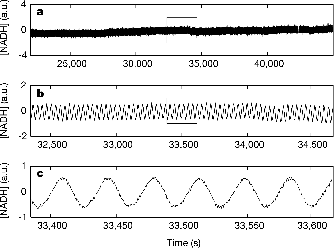 [NADH] (a.u.)
4
0
-4
a
25,000 30,000 35,000 40,000
[NADH] (a.u.)
2
0
-2
b
32,500 33,000 33,500 34,000 34,500
[NADH] (a.u.)
1
0
-1
c
33,400 33,450 33,500 33,550 33,600
Time (s)